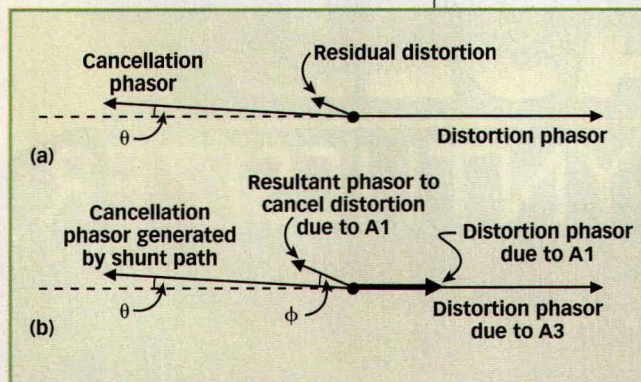 Cancellation
phasor
Residual distortion
θ
Distortion phasor
(a)
Resultant phasor to
cancel distortion
due to A1
Cancellation
phasor generated
by shunt path
Distortion phasor
due to A1
θ
ϕ
Distortion phasor
due to A3
(b)